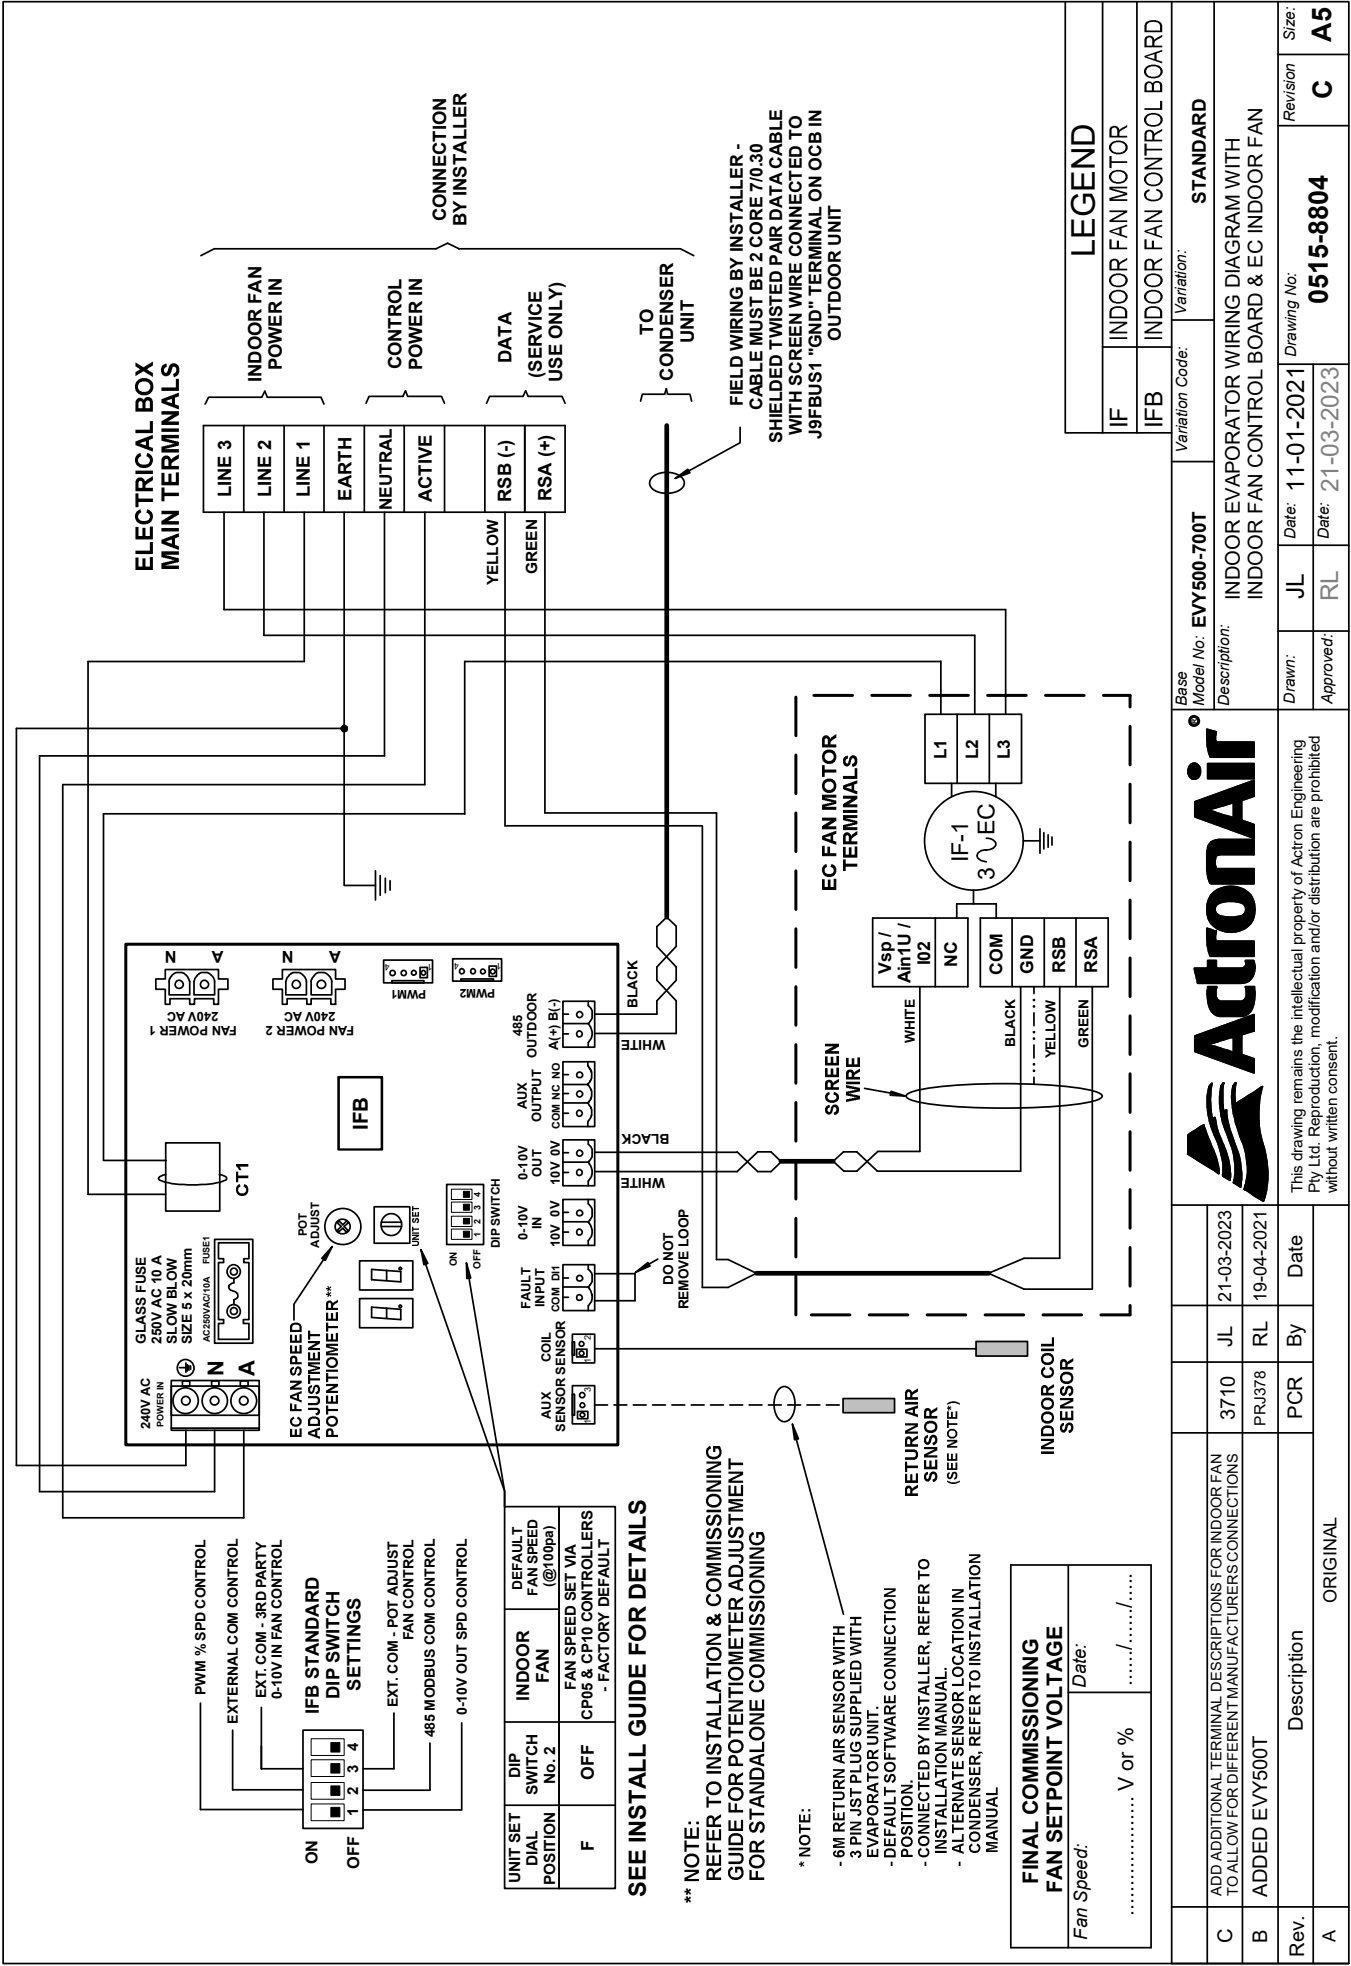 PWM % SPD CONTROL
EXTERNAL COM CONTROL
EXT. COM - 3RD PARTY
0-10V IN FAN CONTROL
IFB STANDARD
DIP SWITCH
SETTINGS
ON
OFF
1 2 3 4
EXT. COM - POT ADJUST
FAN CONTROL
485 MODBUS COM CONTROL
0-10V OUT SPD CONTROL
UNIT SET
DIAL
POSITION
DIP
SWITCH
No. 2
INDOOR
FAN
DEFAULT
FAN SPEED
(@100pa)
F
OFF
FAN SPEED SET VIA
CP05 & CP10 CONTROLLERS
- FACTORY DEFAULT
SEE INSTALL GUIDE FOR DETAILS
** NOTE:
REFER TO INSTALLATION & COMMISSIONING
GUIDE FOR POTENTIOMETER ADJUSTMENT
FOR STANDALONE COMMISSIONING
* NOTE:
- 6M RETURN AIR SENSOR WITH
3 PIN JST PLUG SUPPLIED WITH
EVAPORATOR UNIT.
- DEFAULT SOFTWARE CONNECTION
POSITION.
- CONNECTED BY INSTALLER, REFER TO
INSTALLATION MANUAL.
- ALTERNATE SENSOR LOCATION IN
CONDENSER, REFER TO INSTALLATION
MANUAL
FINAL COMMISSIONING
FAN SETPOINT VOLTAGE
Fan Speed:
Date:
.................. V or %
....../......./......
240V AC
POWER IN
N
A
GLASS FUSE
250V AC 10 A
SLOW BLOW
SIZE 5 x 20mm
AC250VAC/10A FUSE1
CT1
EC FAN SPEED
ADJUSTMENT
POTENTIOMETER**
POT
ADJUST
UNIT SET
ON
OFF
1 2 3 4
DIP SWITCH
IFB
FAN POWER 1
240V AC
N
A
FAN POWER 2
240V AC
N
A
PWM1
PWM2
AUX
SENSOR
COIL
SENSOR
FAULT
INPUT
COM DI1
0-10V
IN
10V 0V
0-10V
OUT
10V 0V
AUX
OUTPUT
COM NC NO
485
OUTDOOR
A(+) B(-)
DO NOT
REMOVE LOOP
WHITE
BLACK
WHITE
BLACK
RETURN AIR
SENSOR
(SEE NOTE*)
INDOOR COIL
SENSOR
SCREEN
WIRE
EC FAN MOTOR
TERMINALS
WHITE
BLACK
YELLOW
GREEN
Vsp /
Ain1U /
I02
NC
COM
GND
RSB
RSA
IF-1
3 EC
L1
L2
L3
ELECTRICAL BOX
MAIN TERMINALS
LINE 3
LINE 2
LINE 1
EARTH
NEUTRAL
ACTIVE
RSB (-)
RSA (+)
YELLOW
GREEN
INDOOR FAN
POWER IN
CONTROL
POWER IN
DATA
(SERVICE
USE ONLY)
TO
CONDENSER
UNIT
CONNECTION
BY INSTALLER
FIELD WIRING BY INSTALLER -
CABLE MUST BE 2 CORE 7/0.30
SHIELDED TWISTED PAIR DATA CABLE
WITH SCREEN WIRE CONNECTED TO
J9FBUS1 "GND" TERMINAL ON OCB IN
OUTDOOR UNIT
LEGEND
IF INDOOR FAN MOTOR
IFB INDOOR FAN CONTROL BOARD
C ADD ADDITIONAL TERMINAL DESCRIPTIONS FOR INDOOR FAN
TO ALLOW FOR DIFFERENT MANUFACTURERS CONNECTIONS 3710 JL 21-03-2023
B ADDED EVY500T PRJ378 RL 19-04-2021
Rev. Description PCR By Date
A ORIGINAL
ActronAir®
This drawing remains the intellectual property of Actron Engineering
Pty Ltd. Reproduction, modification and/or distribution are prohibited
without written consent.
Base
Model No: EVY500-700T
Variation Code:
Variation:
STANDARD
Description:
INDOOR EVAPORATOR WIRING DIAGRAM WITH
INDOOR FAN CONTROL BOARD & EC INDOOR FAN
Drawn: JL Date: 11-01-2021
Approved: RL Date: 21-03-2023
Drawing No:
0515-8804
Revision
C
Size:
A5